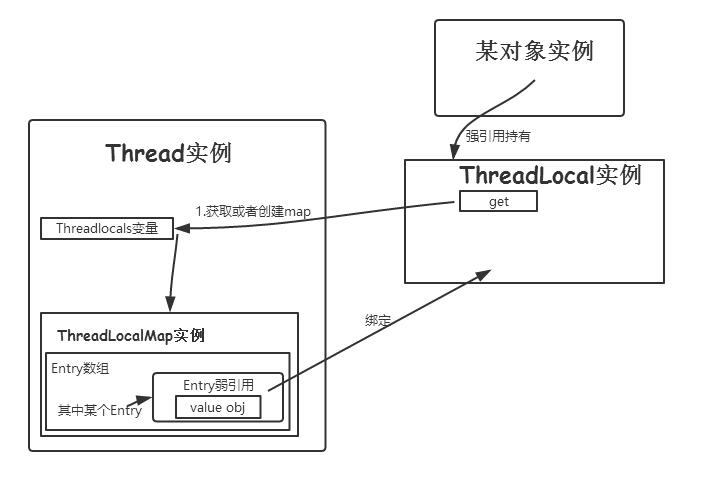 某对象实例
强引用持有
Thread实例
ThreadLocal实例
get
1.获取或者创建map
Threadlocals变量
绑定
ThreadLocalMap实例
Entry数组
Entry弱引用
其中某个Entry
value obj